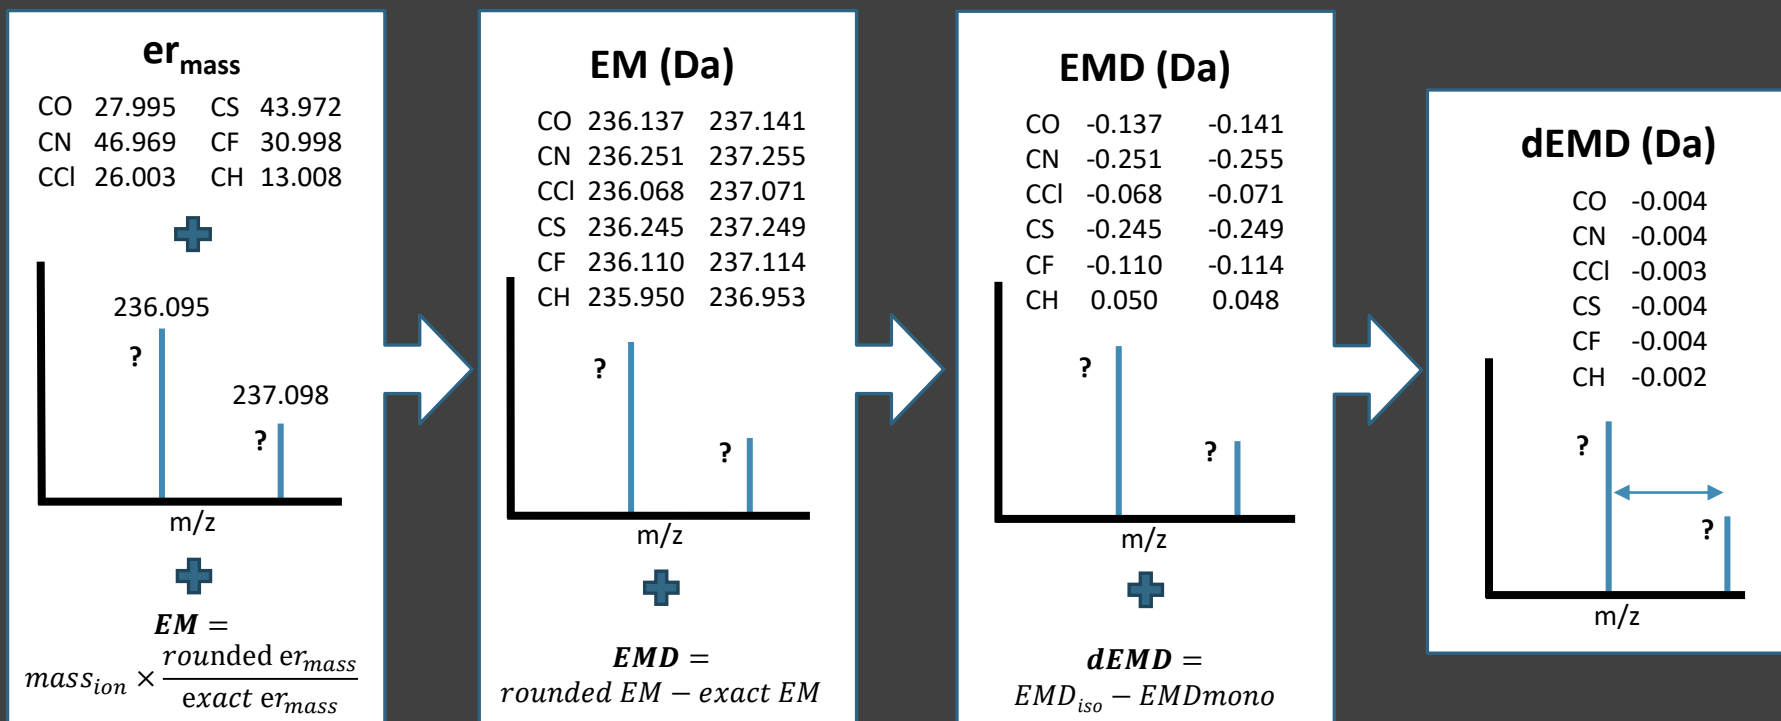 er_mass
CO 27.995 CS 43.972
CN 46.969 CF 30.998
CCl 26.003 CH 13.008
236.095
?
237.098
?
m/z
EM =
mass_ion × rounded er_mass / exact er_mass
EM (Da)
CO 236.137 237.141
CN 236.251 237.255
CCl 236.068 237.071
CS 236.245 237.249
CF 236.110 237.114
CH 235.950 236.953
?
?
m/z
EMD =
rounded EM − exact EM
EMD (Da)
CO -0.137 -0.141
CN -0.251 -0.255
CCl -0.068 -0.071
CS -0.245 -0.249
CF -0.110 -0.114
CH 0.050 0.048
?
?
m/z
dEMD =
EMD_iso − EMDmono
dEMD (Da)
CO -0.004
CN -0.004
CCl -0.003
CS -0.004
CF -0.004
CH -0.002
?
?
m/z